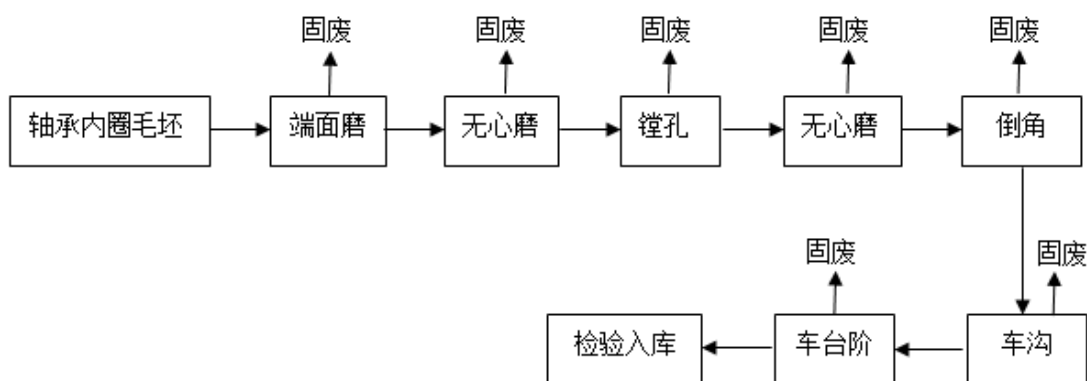 固废 固废 固废 固废 固废
轴承内圈毛坯 端面磨 无心磨 镗孔 无心磨 倒角
固废 固废
检验入库 车台阶 车沟